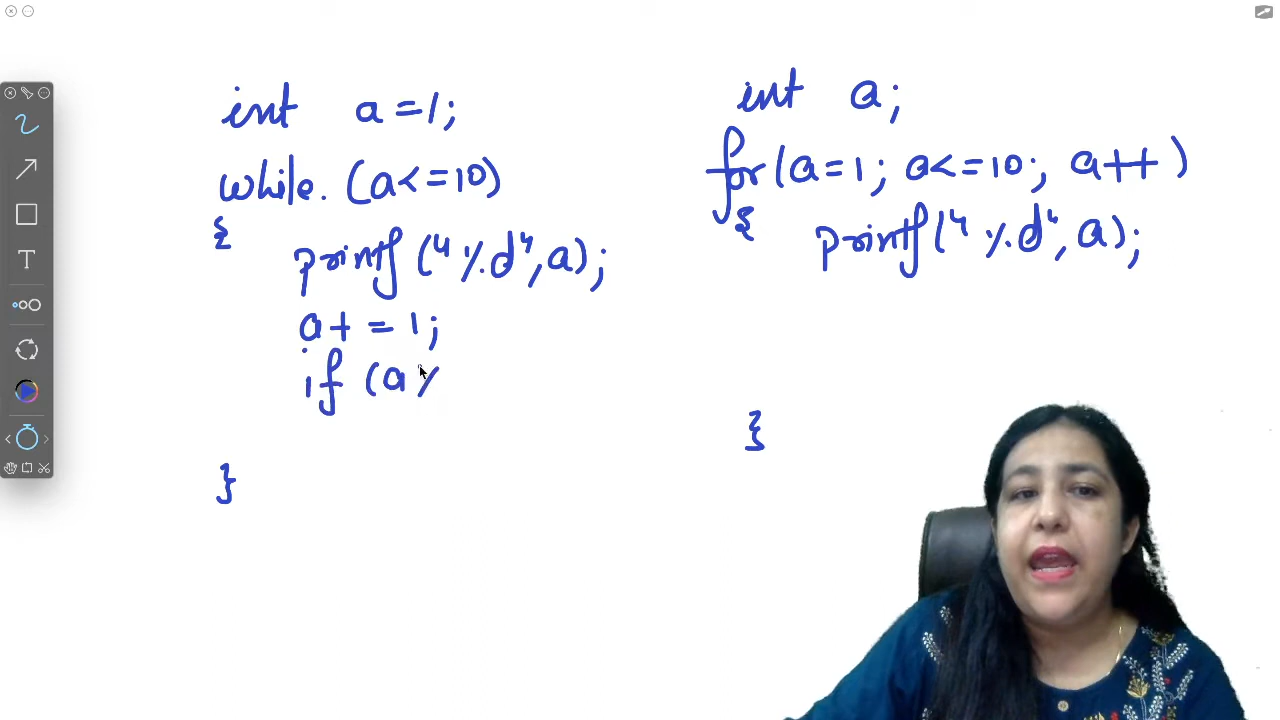 int a=1;
while. (a<=10)
{
printf("%d",a);
a+=1;
if (a%
}
int a;
for(a=1; a<=10; a++)
{
printf("%d",a);
}